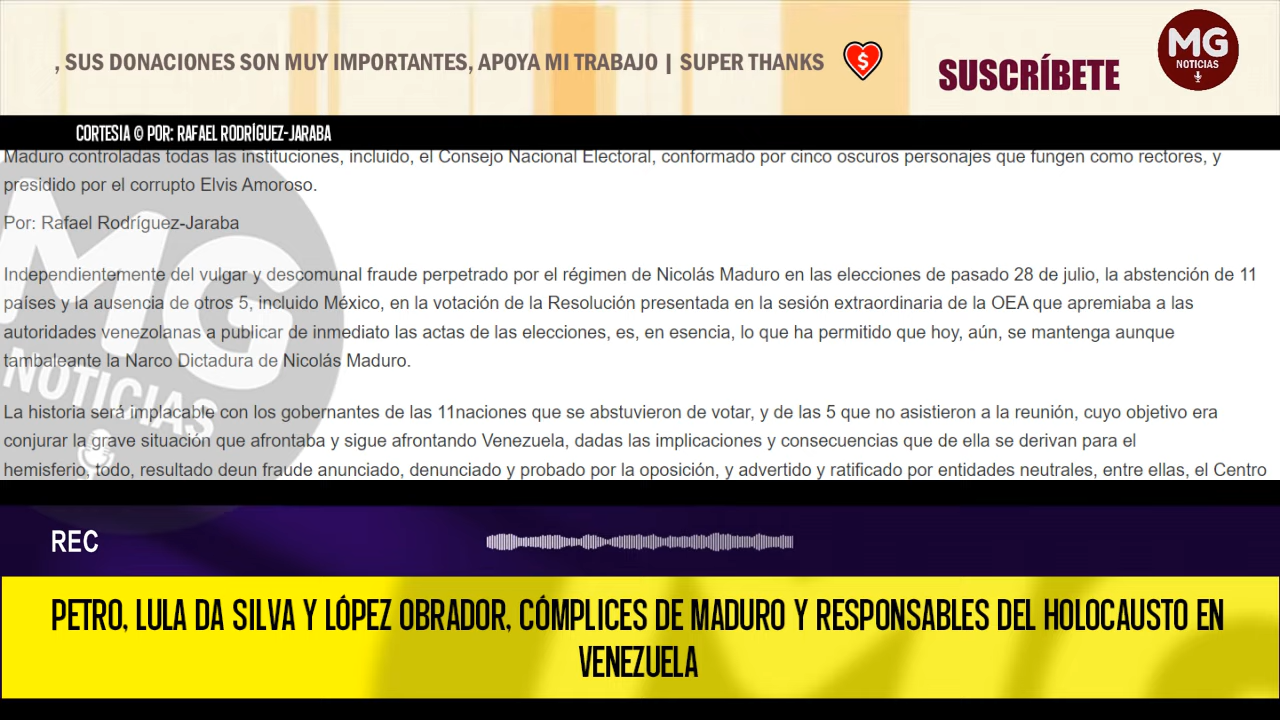 , SUS DONACIONES SON MUY IMPORTANTES, APOYA MI TRABAJO | SUPER THANKS
$
SUSCRÍBETE
MG
NOTICIAS
CORTESIA © POR: RAFAEL RODRÍGUEZ-JARABA
Maduro controladas todas las instituciones, incluido, el Consejo Nacional Electoral, conformado por cinco oscuros personajes que fungen como rectores, y
presidido por el corrupto Elvis Amoroso.
Por: Rafael Rodríguez-Jaraba
Independientemente del vulgar y descomunal fraude perpetrado por el régimen de Nicolás Maduro en las elecciones de pasado 28 de julio, la abstención de 11
países y la ausencia de otros 5, incluido México, en la votación de la Resolución presentada en la sesión extraordinaria de la OEA que apremiaba a las
autoridades venezolanas a publicar de inmediato las actas de las elecciones, es, en esencia, lo que ha permitido que hoy, aún, se mantenga aunque
tambaleante la Narco Dictadura de Nicolás Maduro.
La historia será implacable con los gobernantes de las 11naciones que se abstuvieron de votar, y de las 5 que no asistieron a la reunión, cuyo objetivo era
conjurar la grave situación que afrontaba y sigue afrontando Venezuela, dadas las implicaciones y consecuencias que de ella se derivan para el
hemisferio, todo, resultado deun fraude anunciado, denunciado y probado por la oposición, y advertido y ratificado por entidades neutrales, entre ellas, el Centro
MG
NOTICIAS
REC
PETRO, LULA DA SILVA Y LÓPEZ OBRADOR, CÓMPLICES DE MADURO Y RESPONSABLES DEL HOLOCAUSTO EN
VENEZUELA